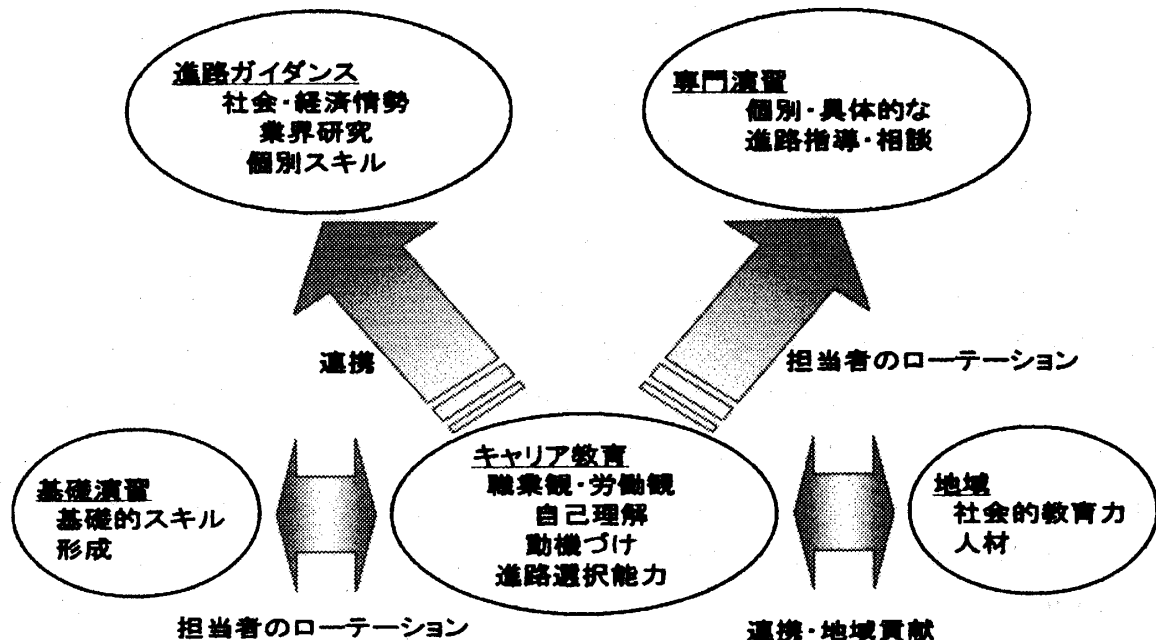 進路ガイダンス
社会・経済情勢
業界研究
個別スキル
専門演習
個別・具体的な
進路指導・相談
連携
担当者のローテーション
基礎演習
基礎的スキル
形成
キャリア教育
職業観・労働観
自己理解
動機づけ
進路選択能力
地域
社会的教育力
人材
担当者のローテーション
連携・地域貢献